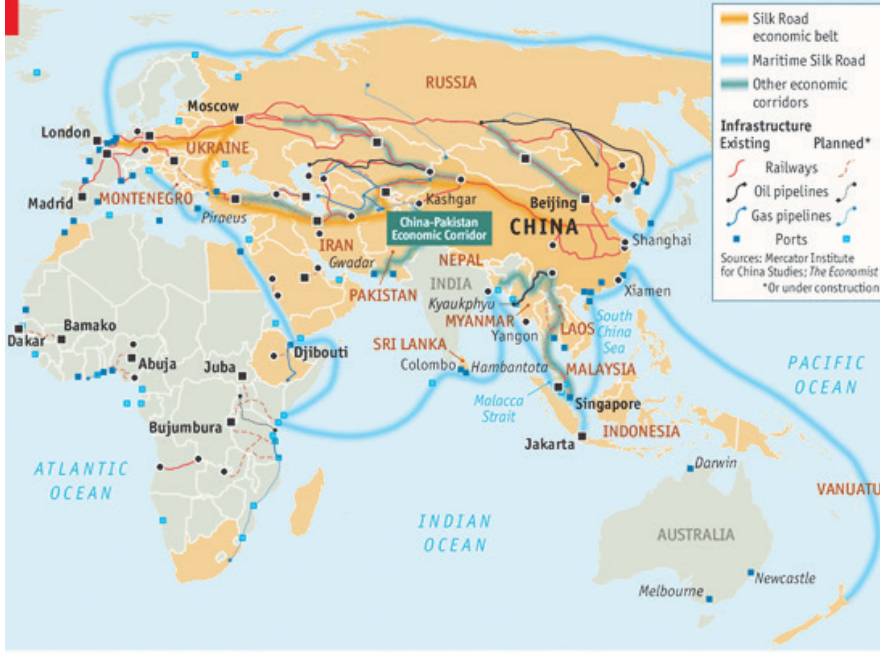 Silk Road
economic belt
Maritime Silk Road
Other economic
corridors
Infrastructure
Existing Planned*
Railways
Oil pipelines
Gas pipelines
Ports
Sources: Mercator Institute
for China Studies; The Economist
*Or under construction
RUSSIA
Moscow
London
UKRAINE
Madrid
MONTENEGRO
Piraeus
Kashgar
Beijing
China-Pakistan
Economic Corridor
CHINA
IRAN
Gwadar
NEPAL
Shanghai
PAKISTAN
INDIA
Kyaukphyu
Xiamen
MYANMAR
LAOS
South
China
Sea
Yangon
Dakar
Bamako
Abuja
Juba
Djibouti
SRI LANKA
Colombo
Hambantota
MALAYSIA
PACIFIC
OCEAN
Malacca
Strait
Singapore
Bujumbura
Jakarta
INDONESIA
ATLANTIC
OCEAN
Darwin
VANUATU
INDIAN
OCEAN
AUSTRALIA
Newcastle
Melbourne